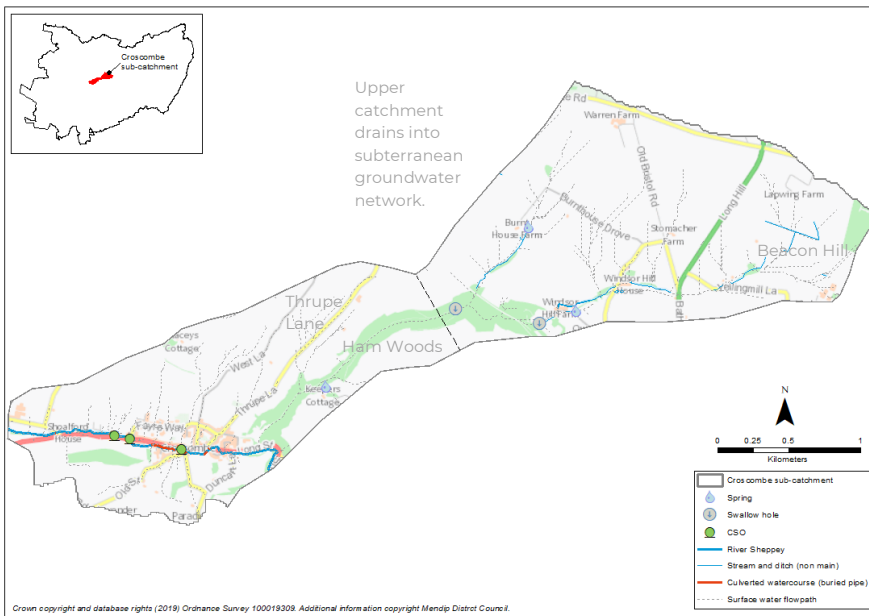 Croscombe
sub-catchment
Upper
catchment
drains into
subterranean
groundwater
network.
Warren Farm
Old Bristol Rd
Long Hill
Lapwing Farm
Burnt
House Farm
Burnthouse Drove
Stomacher
Farm
Beacon Hill
Windsor Hill
House
Windsor
Hill Farm
Thrupe
Lane
Ham Woods
Cottage
West La
Thrupe La
Keepers
Cottage
Shoalford
House
Fayre Way
Long St
N
0 0.25 0.5 1
Kilometers
Croscombe sub-catchment
Spring
Swallow hole
CSO
River Sheppey
Stream and ditch (non main)
Culverted watercourse (buried pipe)
Surface water flowpath
Crown copyright and database rights (2019) Ordnance Survey 100019309. Additional information copyright Mendip District Council.